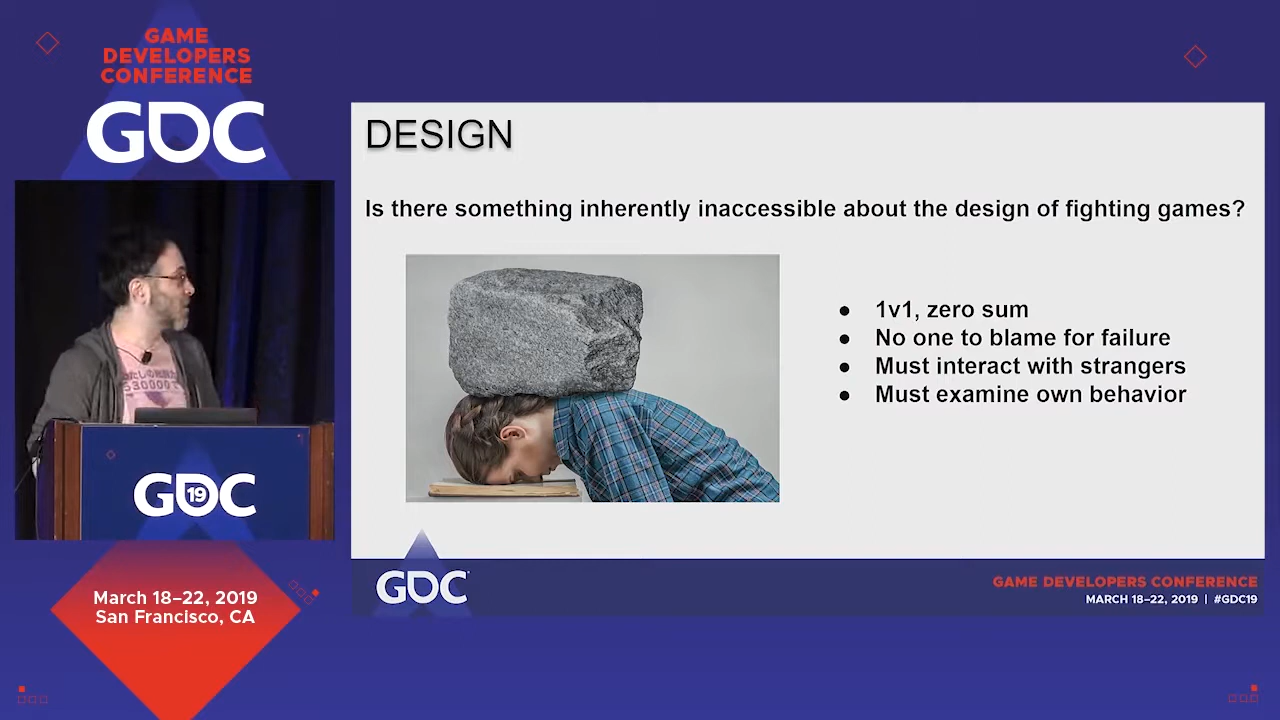 GAME
DEVELOPERS
CONFERENCE
GDC
DESIGN
Is there something inherently inaccessible about the design of fighting games?
● 1v1, zero sum
● No one to blame for failure
● Must interact with strangers
● Must examine own behavior
530000
GDC
19
March 18–22, 2019
San Francisco, CA
GDC
GAME DEVELOPERS CONFERENCE
MARCH 18–22, 2019 | #GDC19